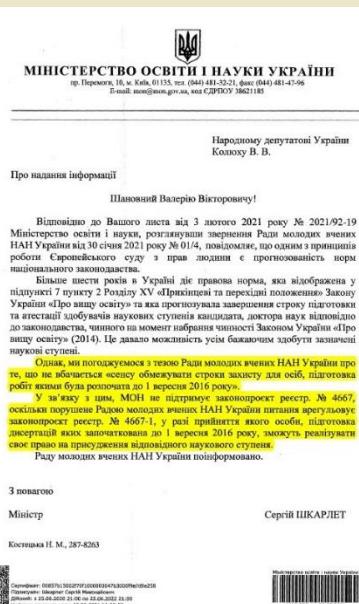 МІНІСТЕРСТВО ОСВІТИ І НАУКИ УКРАЇНИ
пр. Перемоги, 10, м. Київ, 01135, тел. (044) 481-32-21, факс (044) 481-47-96
E-mail: mon@mon.gov.ua, код ЄДРПОУ 38621185
Народному депутатові України
Колюху В. В.
Про надання інформації
Шановний Валерію Вікторовичу!
Відповідно до Вашого листа від 3 лютого 2021 року № 2021/92-19
Міністерство освіти і науки, розглянувши звернення Ради молодих вчених
НАН України від 30 січня 2021 року № 01/4, повідомляє, що одним з принципів
роботи Європейського суду з прав людини є прогнозованість норм
національного законодавства.
Більше шести років в Україні діє правова норма, яка відображена у
підпункті 7 пункту 2 Розділу XV «Прикінцеві та перехідні положення» Закону
України «Про вищу освіту» та яка прогнозувала завершення строку підготовки
та атестації здобувачів наукових ступенів кандидата, доктора наук відповідно
до законодавства, чинного на момент набрання чинності Законом України «Про
вищу освіту» (2014). Це давало можливість усім бажаючим здобути зазначені
наукові ступені.
Однак, ми погоджуємося з тезою Ради молодих вчених НАН України про
те, що не вбачається «сенсу обмежувати строки захисту для осіб, підготовка
робіт якими була розпочата до 1 вересня 2016 року».
У зв'язку з цим, МОН не підтримує законопроєкт реєстр. № 4667,
оскільки порушене Радою молодих вчених НАН України питання врегульовує
законопроєкт реєстр. № 4667-1, у разі прийняття якого особи, підготовка
дисертацій яких започаткована до 1 вересня 2016 року, зможуть реалізувати
своє право на присудження відповідного наукового ступеня.
Раду молодих вчених НАН України поінформовано.
З повагою
Міністр Сергій ШКАРЛЕТ
Костецька Н. М., 287-8263
Підписувач: Шкарлет Сергій Миколайович